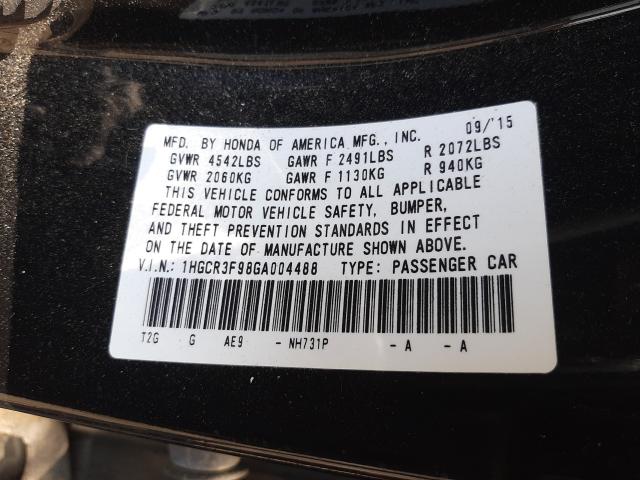 MFD. BY HONDA OF AMERICA MFG., INC. 09/'15
GVWR 4542LBS GAWR F 2491LBS R 2072LBS
GVWR 2060KG GAWR F 1130KG R 940KG
THIS VEHICLE CONFORMS TO ALL APPLICABLE
FEDERAL MOTOR VEHICLE SAFETY, BUMPER,
AND THEFT PREVENTION STANDARDS IN EFFECT
ON THE DATE OF MANUFACTURE SHOWN ABOVE.
V.I.N.: 1HGCR3F98GA004488 TYPE: PASSENGER CAR
T2G G AE9 - NH731P - A - A